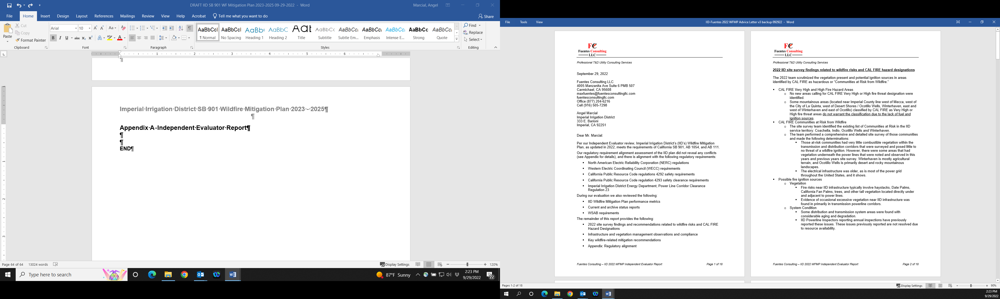 DRAFT IID SB 901 WF Mitigation Plan 2023-2025 09-29-2022 - Word
Marcial, Angel
File Home Insert Design Layout References Mailings Review View Help Acrobat Tell me what you want to do
Share
Paste
Cut
Copy
Format Painter
Clipboard
Arial 10
Font
Paragraph
AaBbCcI AaBbCcI AaBb( AaBbC Aat AaBbCc AaBbCcI AaBbCcI AaBbCcI AaBbCc AaBbCcI
¶ Normal No Spacing Heading 1 Heading 2 Title Subtitle Subtle Em... Emphasis Intense E... Strong Quote
Styles
Find
Replace
Select
Editing
Imperial·Irrigation·District·SB·901·Wildfire·Mitigation·Plan·2023·-·2025¶
¶
Appendix·A→Independent·Evaluator·Report¶
¶
¶
END¶
Page 64 of 64 13024 words
Display Settings
120%
Type here to search
87°F Sunny
2:23 PM
9/29/2022
22
File Tools View
IID-Fuentes 2022 WFMP Advice Letter v3 backup 092922 - Word
FC
Fuentes Consulting
LLC
Professional T&D Utility Consulting Services
September 29, 2022
Fuentes Consulting LLC
4005 Manzanita Ave Suite 6 PMB 507
Carmichael, CA 95608
maxfuentes@fuentesconsultingllc.com
fuentesconsultingllc.com
Office (877) 204-6216
Cell (916) 505-7298
Angel Marcial
Imperial Irrigation District
333 E. Barioni
Imperial, CA 92251
Dear Mr. Marcial:
Per our Independent Evaluator review, Imperial Irrigation District's (IID's) Wildfire Mitigation
Plan, as updated in 2022, meets the requirements of California SB 901, AB 1054, and AB 111.
Our regulatory requirement alignment assessment of the IID plan did not reveal any conflicts
(see Appendix for details), and there is alignment with the following regulatory requirements:
▪ North American Electric Reliability Corporation (NERC) regulations
▪ Western Electric Coordinating Council (WECC) requirements
▪ California Public Resource Code regulations 4292 safety requirements
▪ California Public Resource Code regulation 4293 safety clearance requirements
▪ Imperial Irrigation District Energy Department, Power Line Corridor Clearance
Regulation 23
During our evaluation we also reviewed the following:
▪ IID Wildfire Mitigation Plan performance metrics
▪ Current and archive status reports
▪ WSAB requirements
The remainder of this report provides the following:
▪ 2022 site survey findings and recommendations related to wildfire risks and CAL FIRE
Hazard Designations
▪ Infrastructure and vegetation management observations and compliance
▪ Key wildfire-related mitigation recommendations
▪ Appendix: Regulatory alignment
Fuentes Consulting – IID 2022 WFMP Independent Evaluator Report Page 1 of 18
FC
Fuentes Consulting
LLC
Professional T&D Utility Consulting Services
2022 IID site survey findings related to wildfire risks and CAL FIRE hazard designations
The 2022 team scrutinized the vegetation present and potential ignition sources in areas
identified by CAL FIRE as hazardous or “Communities at Risk from Wildfire.”
▪ CAL FIRE Very High and High Fire Hazard Areas
o No new areas calling for CAL FIRE Very High or High fire threat designation were
identified.
o Some mountainous areas (located near Imperial County line west of Mecca, west of
the City of La Quinta, west of Desert Shores / Ocotillo Wells, Winterhaven, east and
west of Winterhaven and east of Ocotillo) classified by CAL FIRE as Very High or
High fire threat areas do not warrant the classification due to the lack of fuel and
ignition sources.
▪ CAL FIRE Communities at Risk from Wildfire
o The site survey team identified the existing list of Communities at Risk in the IID
service territory: Coachella, Indio, Ocotillo Wells and Winterhaven.
o The team performed a comprehensive and detailed site survey of those communities
and made the following determinations:
▪ Those at-risk communities had very little combustible vegetation within the
transmission and distribution corridors that were surveyed and posed little to
no threat of a wildfire ignition. However, there were some areas that had
vegetation underneath the power lines that were noted and observed in this
years and previous years site survey. Winterhaven is mostly agricultural
terrain, and Ocotillo Wells is primarily desert and rocky mountainous
landscapes.
▪ The electrical infrastructure was older, as is most of the power grid
throughout the United States, and it shows.
▪ Possible fire ignition sources
o Vegetation
▪ Fire risks near IID infrastructure typically involve haystacks, Date Palms,
California Fan Palms, trees, and other tall vegetation located directly under
and adjacent to power lines.
▪ Evidence of occasional excessive vegetation near IID infrastructure was
found in primarily in transmission powerline corridors.
o System Condition
▪ Some distribution and transmission system areas were found with
considerable aging and degradation.
▪ IID Powerline Inspectors reporting annual inspections have previously
reported these issues. These issues previously reported are not resolved due
to resource availability.
Fuentes Consulting – IID 2022 WFMP Independent Evaluator Report Page 2 of 18
Pages 1-2 of 18
Display Settings
90%
2:23 PM
9/29/2022